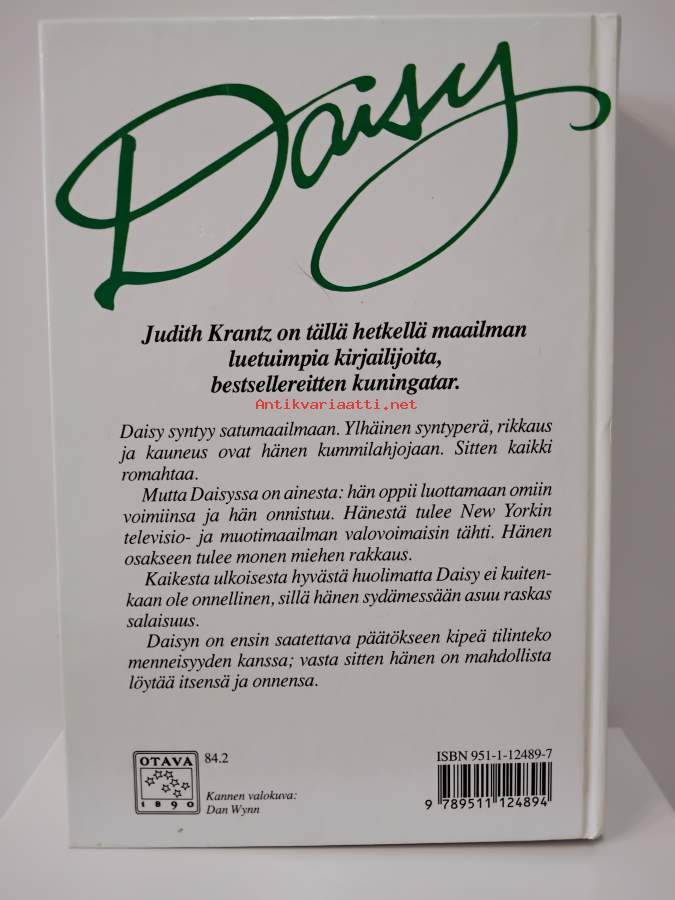 Daisy
Judith Krantz on tällä hetkellä maailman
luetuimpia kirjailijoita,
bestsellereitten kuningatar.
Antikvariaatti.net
Daisy syntyy satumaailmaan. Ylhäinen syntyperä, rikkaus
ja kauneus ovat hänen kummilahjojaan. Sitten kaikki
romahtaa.
Mutta Daisyssa on ainesta: hän oppii luottamaan omiin
voimiinsa ja hän onnistuu. Hänestä tulee New Yorkin
televisio- ja muotimaailman valovoimaisin tähti. Hänen
osakseen tulee monen miehen rakkaus.
Kaikesta ulkoisesta hyvästä huolimatta Daisy ei kuiten-
kaan ole onnellinen, sillä hänen sydämessään asuu raskas
salaisuus.
Daisyn on ensin saatettava päätökseen kipeä tilinteko
menneisyyden kanssa; vasta sitten hänen on mahdollista
löytää itsensä ja onnensa.
OTAVA
1890
84.2
Kannen valokuva:
Dan Wynn
ISBN 951-1-12489-7
9 789511 124894